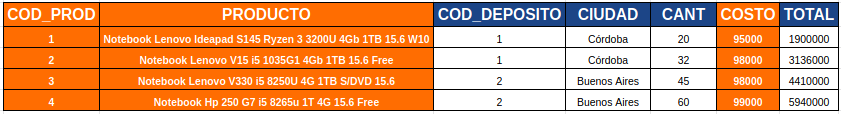 COD_PROD PRODUCTO COD_DEPOSITO CIUDAD CANT COSTO TOTAL
1 Notebook Lenovo Ideapad S145 Ryzen 3 3200U 4Gb 1TB 15.6 W10 1 Córdoba 20 95000 1900000
2 Notebook Lenovo V15 i5 1035G1 4Gb 1TB 15.6 Free 1 Córdoba 32 98000 3136000
3 Notebook Lenovo V330 i5 8250U 4G 1TB S/DVD 15.6 2 Buenos Aires 45 98000 4410000
4 Notebook Hp 250 G7 i5 8265u 1T 4G 15.6 Free 2 Buenos Aires 60 99000 5940000